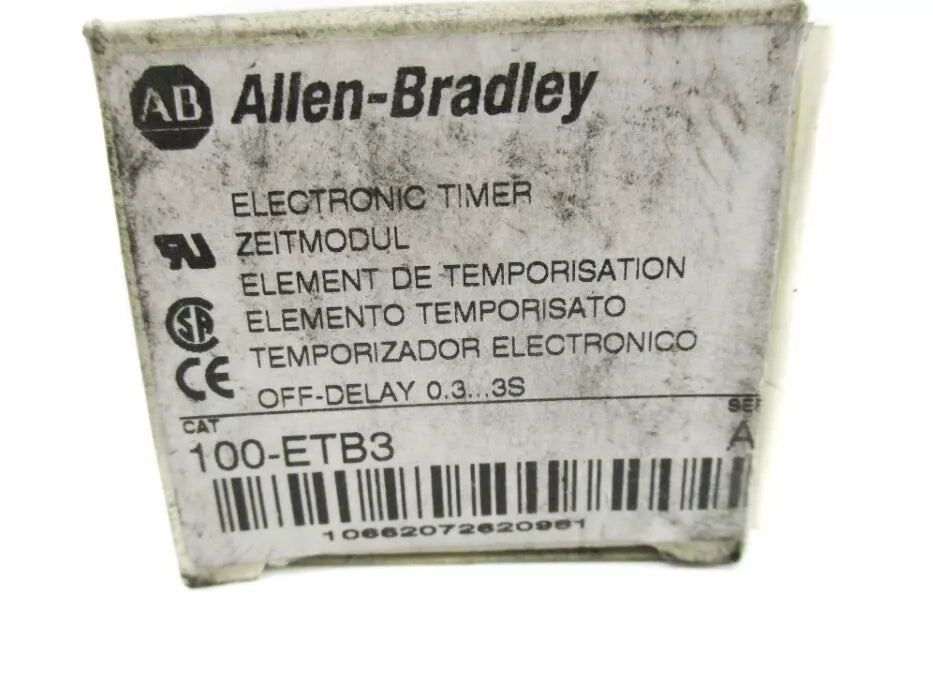 AB Allen-Bradley
ELECTRONIC TIMER
ZEITMODUL
ELEMENT DE TEMPORISATION
ELEMENTO TEMPORISATO
TEMPORIZADOR ELECTRONICO
OFF-DELAY 0.3...3S
CAT
100-ETB3
A
10662072620981